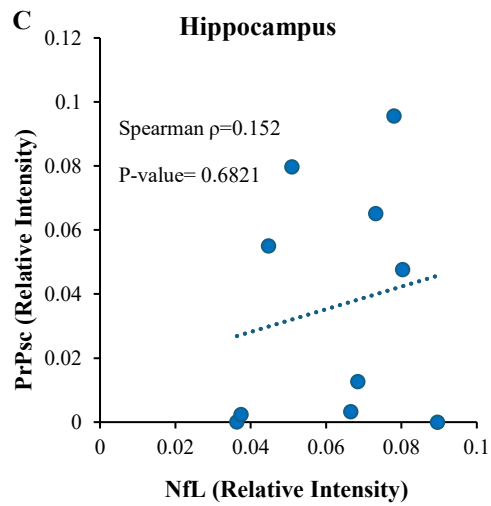 C
Hippocampus
0.12
0.1
0.08
0.06
0.04
0.02
0
Spearman ρ=0.152
P-value= 0.6821
PrPsc (Relative Intensity)
0 0.02 0.04 0.06 0.08 0.1
NfL (Relative Intensity)